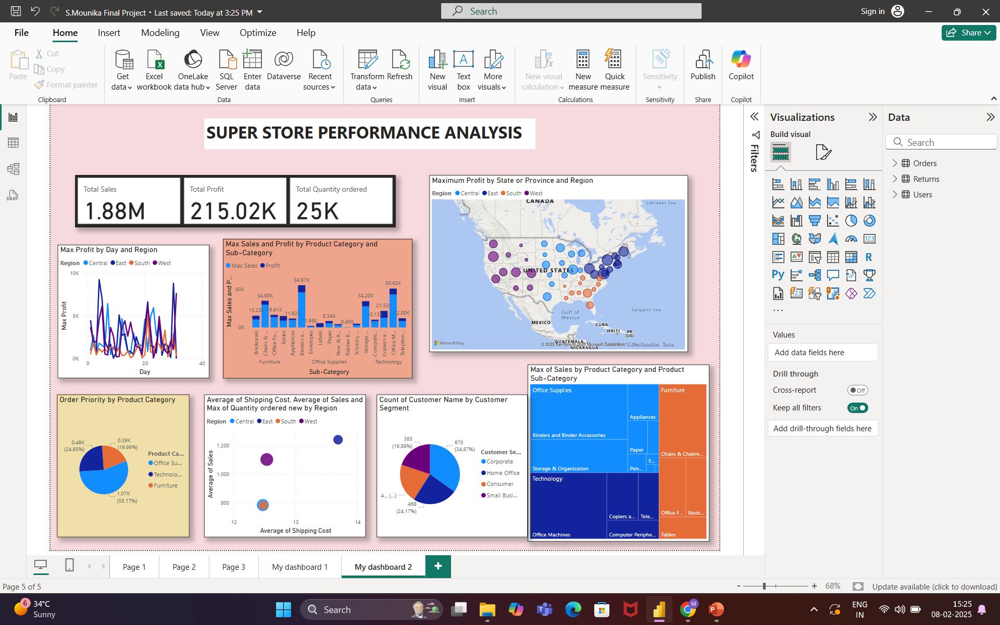 S.Mounika Final Project • Last saved: Today at 3:25 PM
Search
Sign in
File
Home
Insert
Modeling
View
Optimize
Help
Share
Paste
Cut
Copy
Format painter
Clipboard
Get data
Excel workbook
OneLake data hub
SQL Server
Enter data
Dataverse
Recent sources
Data
Transform data
Refresh
Queries
New visual
Text box
More visuals
Insert
New visual calculation
New measure
Quick measure
Calculations
Sensitivity
Sensitivity
Publish
Share
Copilot
Copilot
SUPER STORE PERFORMANCE ANALYSIS
Total Sales
1.88M
Total Profit
215.02K
Total Quantity ordered
25K
Maximum Profit by State or Province and Region
Region Central East South West
CANADA
Labrador Sea
UNITED STATES
Gulf of
Mexico
Sargasso Sea
MEXICO
CUBA
HAITI
PR
(US)
GUATEMALA
NICARAGUA
Microsoft Bing
© 2025 TomTom, © 2025 Microsoft Corporation, © OpenStreetMap Terms
Max Profit by Day and Region
Region Central East South West
10K
5K
0K
Max Profit
0
20
40
Day
Max Sales and Profit by Product Category and
Sub-Category
Max Sales Profit
Max Sales and P...
50K
0K
15.23K
34.80K
16.41K
11.62K
54.97K
1.96K
8.34K
0.40K
34.20K
10.13K
21.55K
50.62K
12.00K
Bookcases
Chairs & ...
Office Fu...
Tables
Appliances
Binders a...
Envelopes
Labels
Paper
Pens & A...
Rubber B...
Scissors, ...
Storage ...
Compute...
Copiers a...
Office M...
Telephon...
Furniture
Office Supplies
Technology
Sub-Category
Order Priority by Product Category
0.48K
(24.85%)
0.39K
(19.99%)
1.07K
(55.17%)
Product Ca...
Office Su...
Technolo...
Furniture
Average of Shipping Cost, Average of Sales and
Max of Quantity ordered new by Region
Region Central East South West
Average of Sales
1,200
1,000
800
12
13
14
Average of Shipping Cost
Count of Customer Name by Customer
Segment
385
(19.89%)
675
(34.87%)
4... (...)
468
(24.17%)
Customer Se...
Corporate
Home Office
Consumer
Small Busi...
Max of Sales by Product Category and Product
Sub-Category
Office Supplies
Binders and Binder Accessories
Storage & Organization
Appliances
Paper
E...
Pen...
Technology
Office Machines
Copiers a...
Tele...
Computer Periphe...
Furniture
Chairs & Chairm...
Office F...
Book...
Tables
Filters
Visualizations
Build visual
123
R
Py
123
...
Values
Add data fields here
Drill through
Cross-report
Off
Keep all filters
On
Add drill-through fields here
Data
Search
Orders
Returns
Users
DAX
Page 1
Page 2
Page 3
My dashboard 1
My dashboard 2
+
Page 5 of 5
- + 68%
Update available (click to download)
6
34°C
Sunny
Search
M
ENG
IN
15:25
08-02-2025